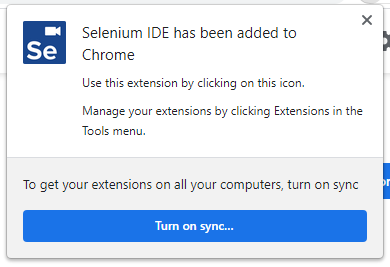 Se
Selenium IDE has been added to
Chrome
Use this extension by clicking on this icon.
Manage your extensions by clicking Extensions in the
Tools menu.
To get your extensions on all your computers, turn on sync
Turn on sync...